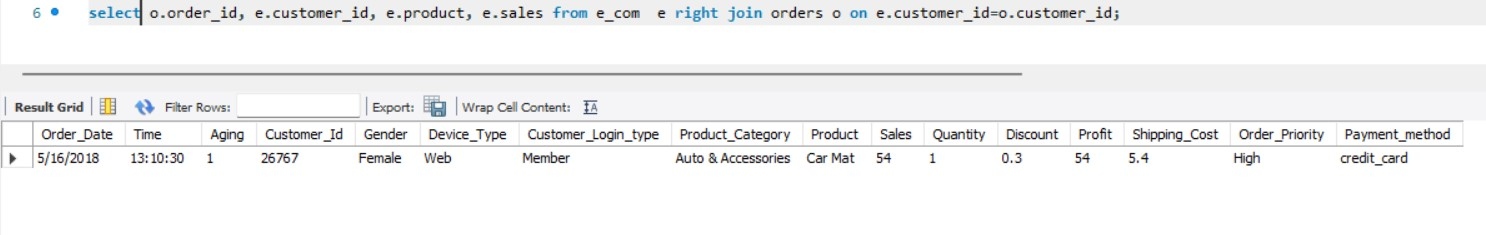 6 select o.order_id, e.customer_id, e.product, e.sales from e_com  e right join orders o on e.customer_id=o.customer_id;
Result Grid Filter Rows: Export: Wrap Cell Content: IA
Order_Date Time Aging Customer_Id Gender Device_Type Customer_Login_type Product_Category Product Sales Quantity Discount Profit Shipping_Cost Order_Priority Payment_method
5/16/2018 13:10:30 1 26767 Female Web Member Auto & Accessories Car Mat 54 1 0.3 54 5.4 High credit_card